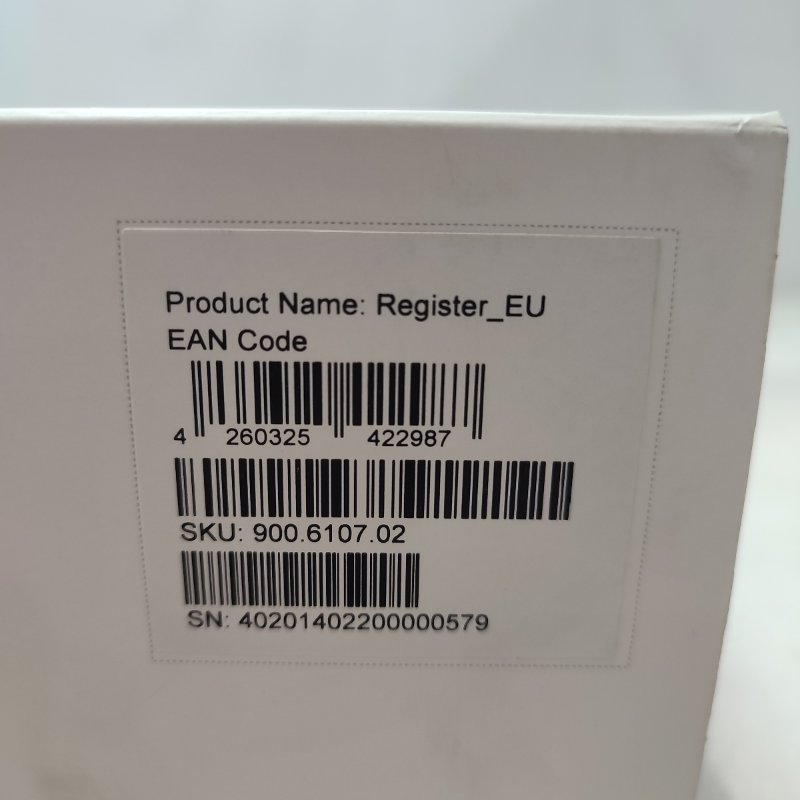 Product Name: Register_EU
EAN Code
4 260325 422987
SKU: 900.6107.02
SN: 40201402200000579